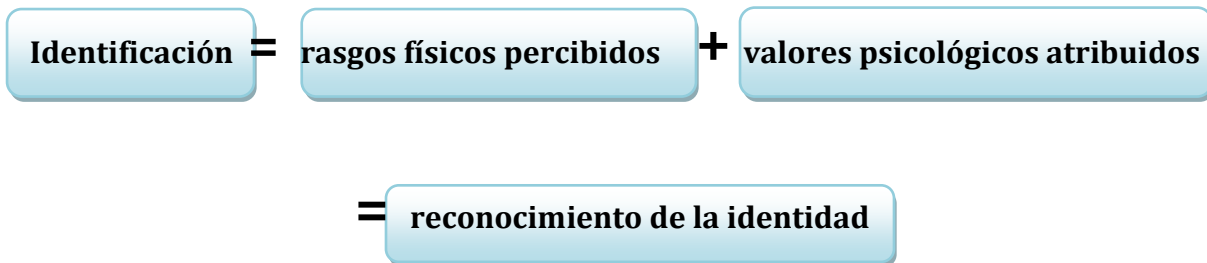 Identificación = rasgos físicos percibidos + valores psicológicos atribuidos
= reconocimiento de la identidad